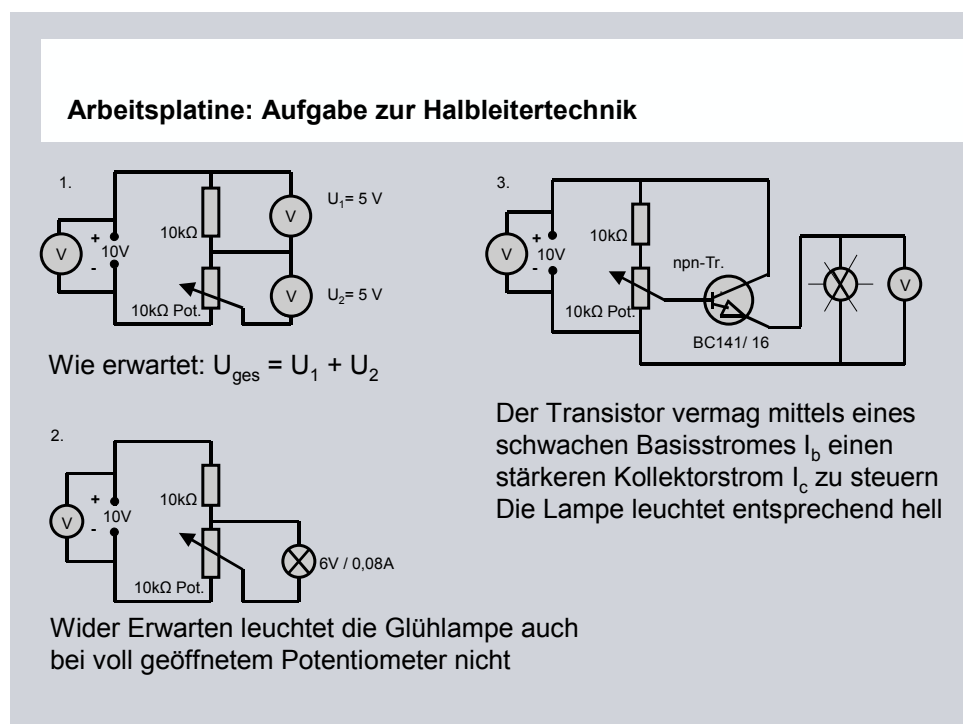 Arbeitsplatine: Aufgabe zur Halbleitertechnik
1.
10kΩ
V
U₁= 5 V
V
+
10V
-
10kΩ Pot.
V
U₂= 5 V
Wie erwartet: Uges = U₁ + U₂
2.
10kΩ
V
+
10V
-
10kΩ Pot.
6V / 0,08A
Wider Erwarten leuchtet die Glühlampe auch
bei voll geöffnetem Potentiometer nicht
3.
10kΩ
V
+
10V
-
npn-Tr.
10kΩ Pot.
BC141/ 16
V
Der Transistor vermag mittels eines
schwachen Basisstromes Ib einen
stärkeren Kollektorstrom Ic zu steuern
Die Lampe leuchtet entsprechend hell